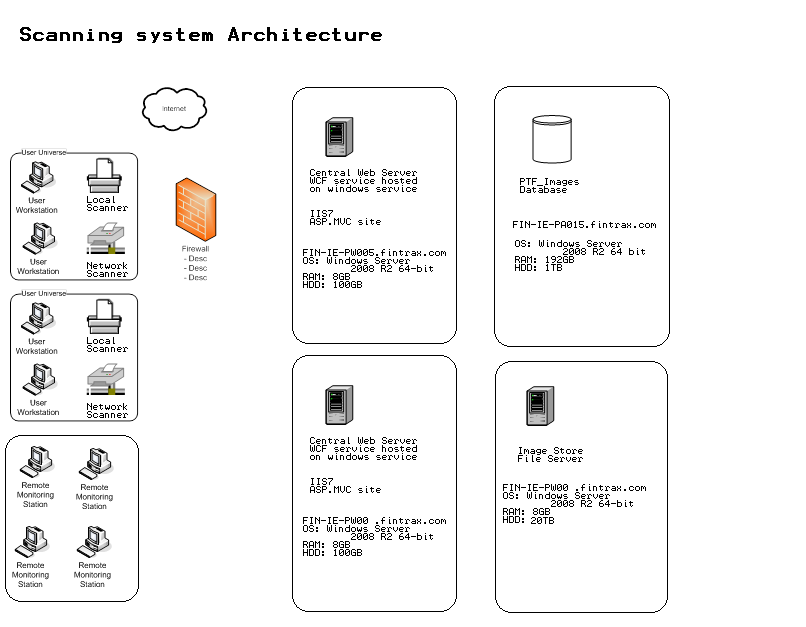 Scanning system Architecture
Internet
User Universe
User
Workstation
Local
Scanner
User
Workstation
Network
Scanner
Firewall
- Desc
- Desc
- Desc
User Universe
User
Workstation
Local
Scanner
User
Workstation
Network
Scanner
Remote
Monitoring
Station
Remote
Monitoring
Station
Remote
Monitoring
Station
Remote
Monitoring
Station
Central Web Server
WCF service hosted
on windows service
IIS7
ASP.MVC site
FIN-IE-PW005.fintrax.com
OS: Windows Server
2008 R2 64-bit
RAM: 8GB
HDD: 100GB
PTF_Images
Database
FIN-IE-PA015.fintrax.com
OS: Windows Server
2008 R2 64 bit
RAM: 192GB
HDD: 1TB
Central Web Server
WCF service hosted
on windows service
IIS7
ASP.MVC site
FIN-IE-PW00 .fintrax.com
OS: Windows Server
2008 R2 64-bit
RAM: 8GB
HDD: 100GB
Image Store
File Server
FIN-IE-PW00 .fintrax.com
OS: Windows Server
2008 R2 64-bit
RAM: 8GB
HDD: 20TB